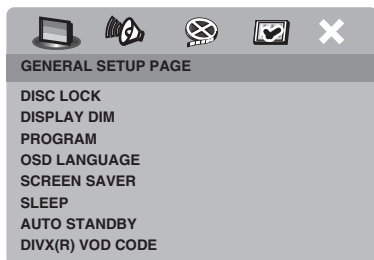 GENERAL SETUP PAGE
DISC LOCK
DISPLAY DIM
PROGRAM
OSD LANGUAGE
SCREEN SAVER
SLEEP
AUTO STANDBY
DIVX(R) VOD CODE